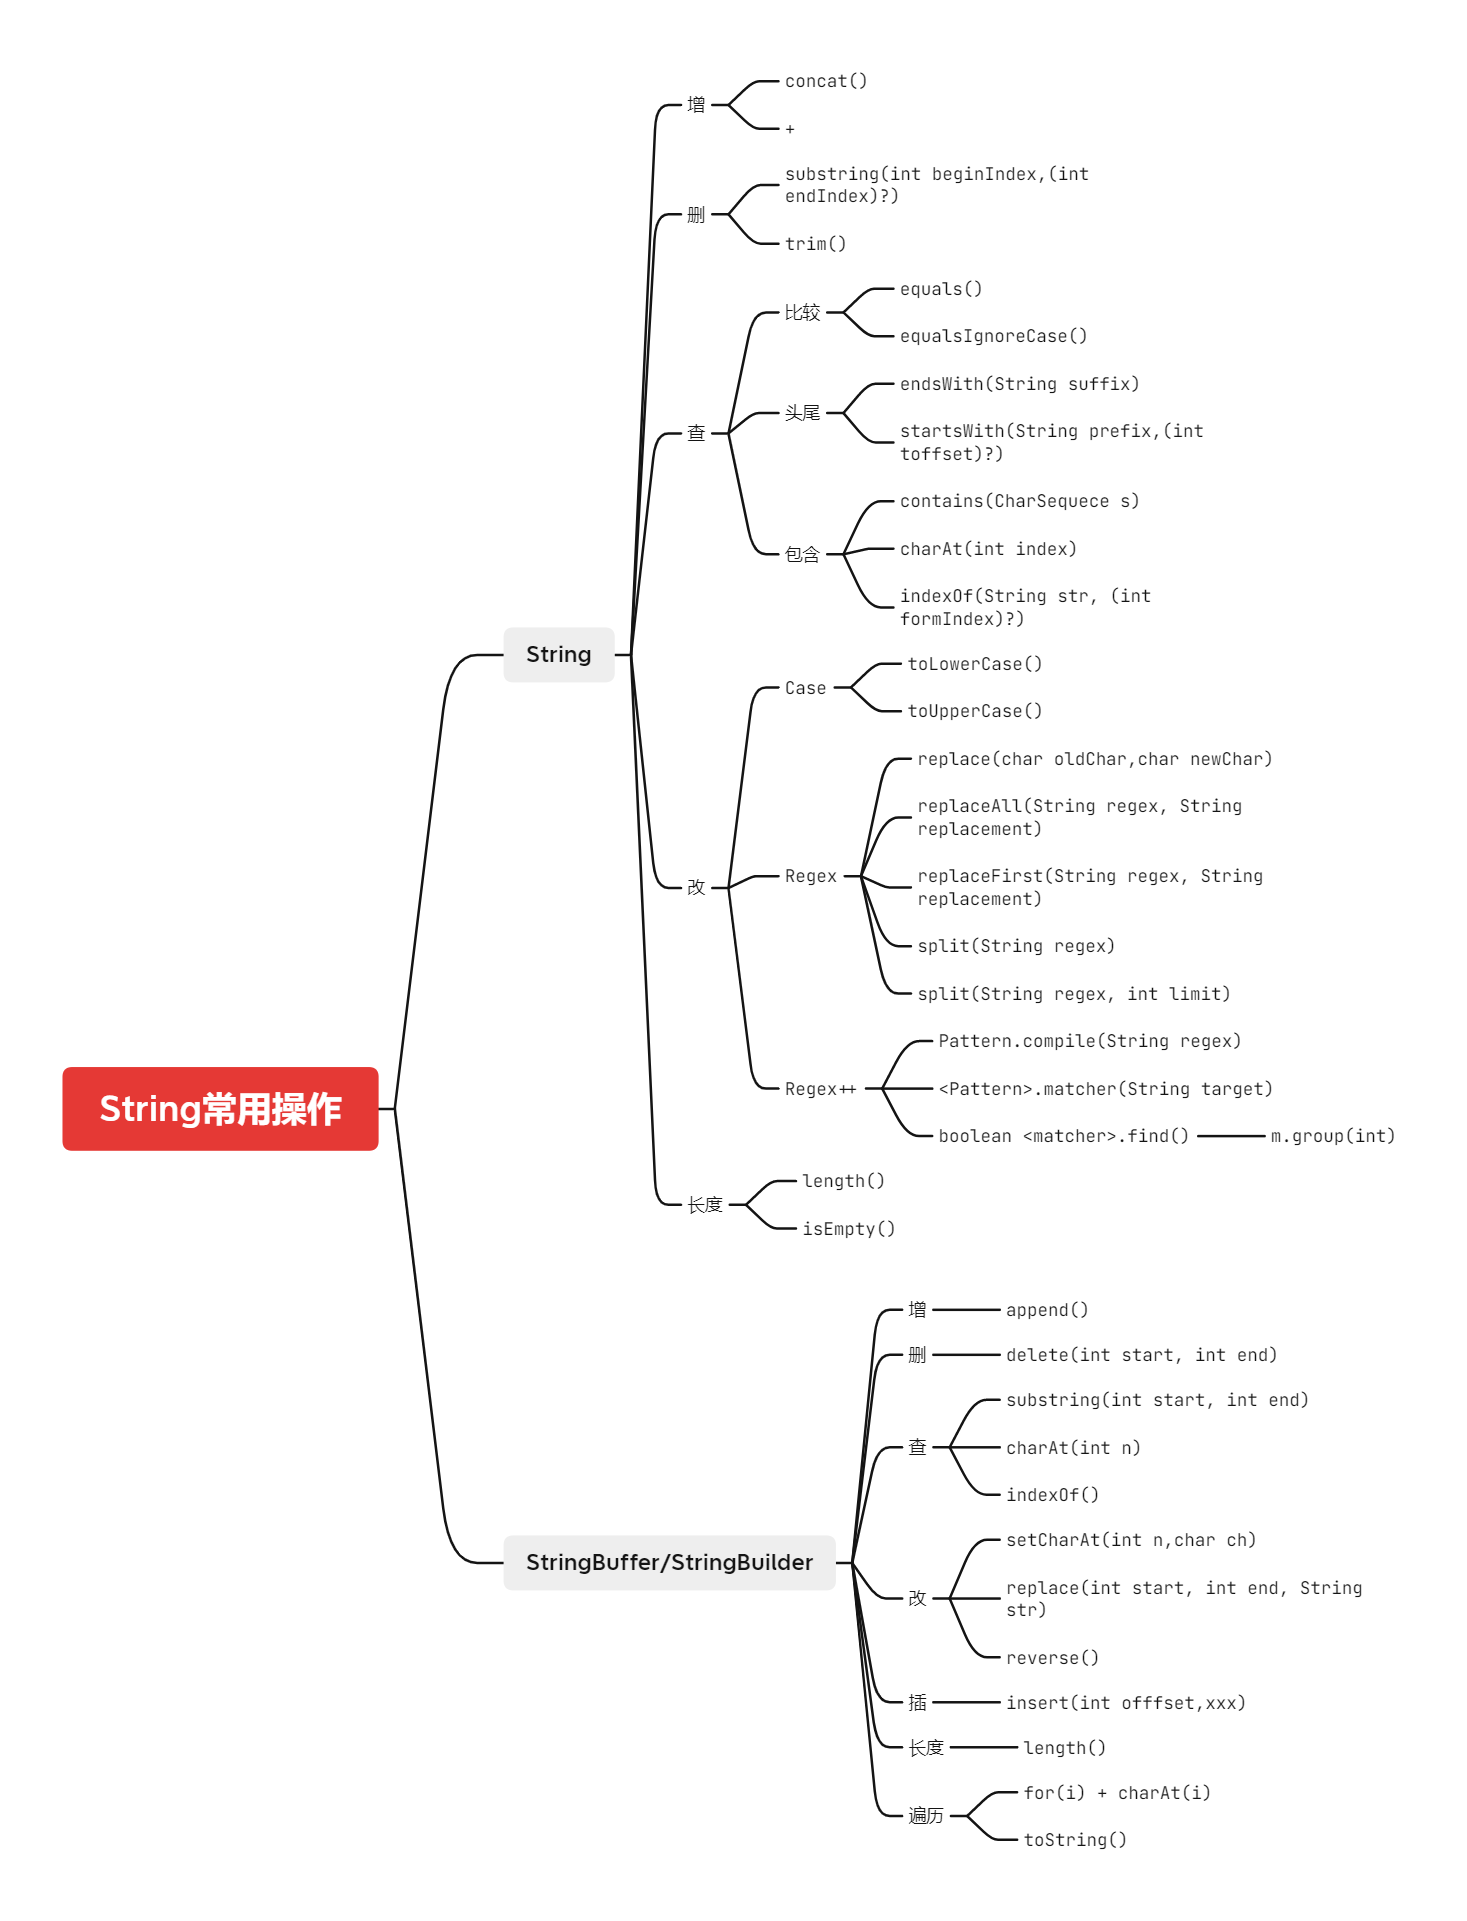 String常用操作
String
增
concat()
+
删
substring(int beginIndex,(int
endIndex)?)
trim()
查
比较
equals()
equalsIgnoreCase()
头尾
endsWith(String suffix)
startsWith(String prefix,(int
toffset)?)
包含
contains(CharSequece s)
charAt(int index)
indexOf(String str, (int
formIndex)?)
改
Case
toLowerCase()
toUpperCase()
Regex
replace(char oldChar,char newChar)
replaceAll(String regex, String
replacement)
replaceFirst(String regex, String
replacement)
split(String regex)
split(String regex, int limit)
Regex++
Pattern.compile(String regex)
<Pattern>.matcher(String target)
boolean <matcher>.find()
m.group(int)
长度
length()
isEmpty()
StringBuffer/StringBuilder
增
append()
删
delete(int start, int end)
查
substring(int start, int end)
charAt(int n)
indexOf()
改
setCharAt(int n,char ch)
replace(int start, int end, String
str)
reverse()
插
insert(int offfset,xxx)
长度
length()
遍历
for(i) + charAt(i)
toString()